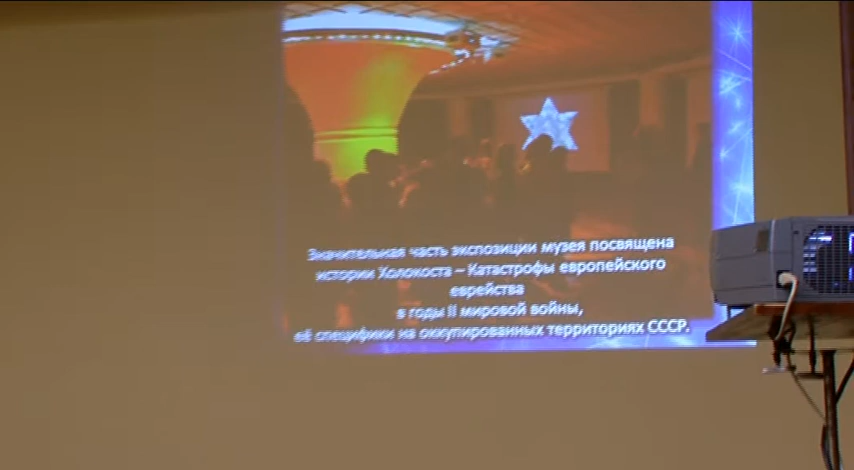 Значительная часть экспозиции музея посвящена
истории Холокоста – Катастрофы европейского
еврейства
в годы II мировой войны,
её специфики на оккупированных территориях СССР.